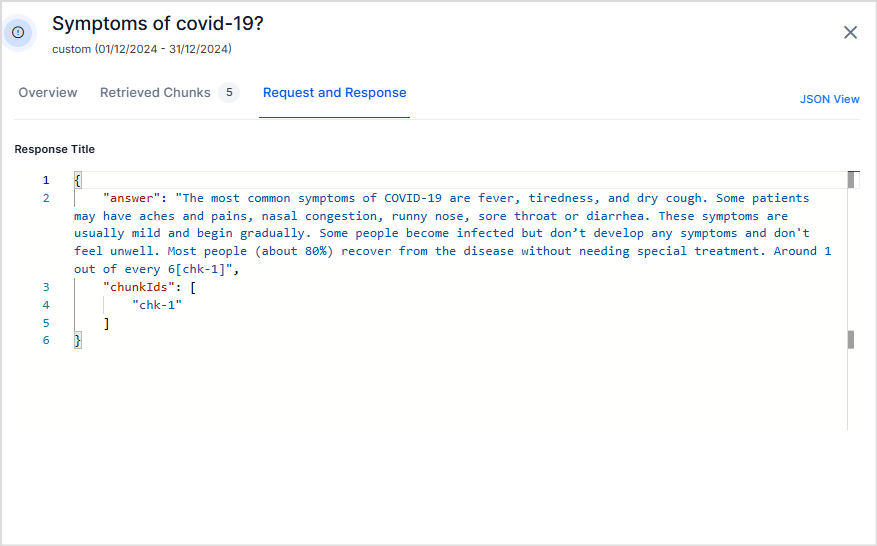 Symptoms of covid-19?
custom (01/12/2024 - 31/12/2024)
Overview
Retrieved Chunks 5
Request and Response
JSON View
Response Title
1 {
2 "answer": "The most common symptoms of COVID-19 are fever, tiredness, and dry cough. Some patients
may have aches and pains, nasal congestion, runny nose, sore throat or diarrhea. These symptoms are
usually mild and begin gradually. Some people become infected but don’t develop any symptoms and don't
feel unwell. Most people (about 80%) recover from the disease without needing special treatment. Around 1
out of every 6[chk-1]",
3 "chunkIds": [
4 "chk-1"
5 ]
6 }